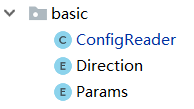 basic
C ConfigReader
E Direction
E Params